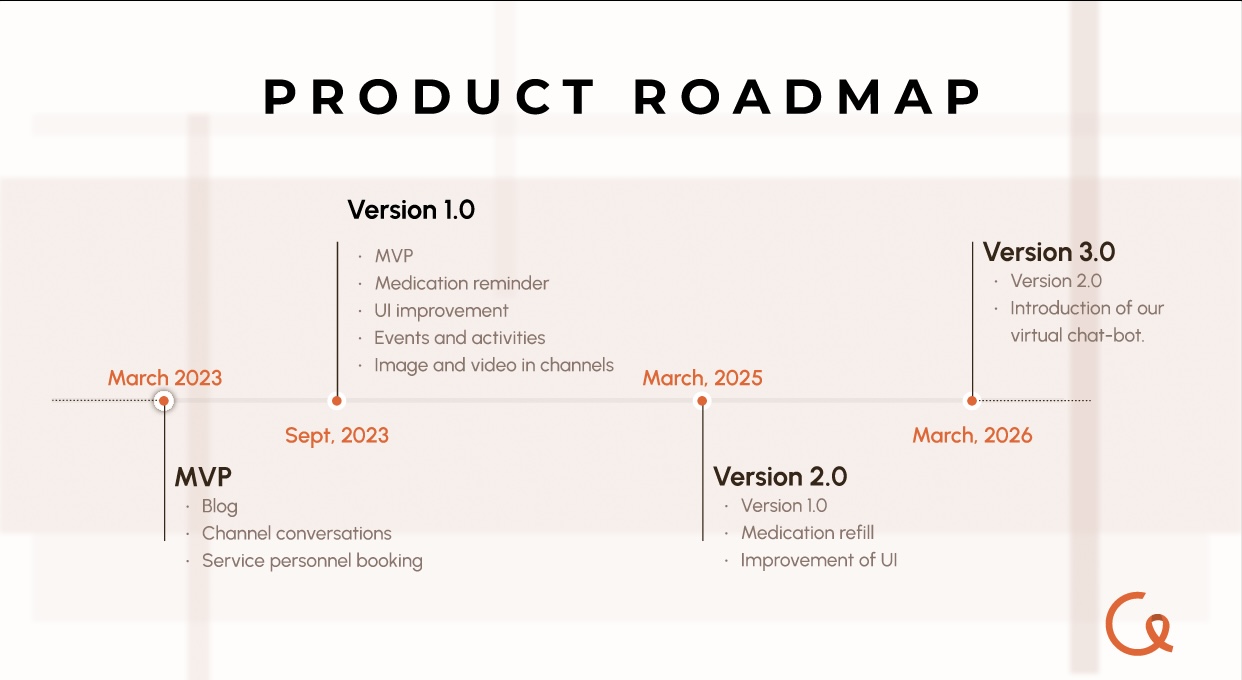 PRODUCT ROADMAP
Version 1.0
· MVP
· Medication reminder
· UI improvement
· Events and activities
· Image and video in channels
Version 3.0
· Version 2.0
· Introduction of our
virtual chat-bot.
March 2023
March, 2025
Sept, 2023
March, 2026
MVP
· Blog
· Channel conversations
· Service personnel booking
Version 2.0
· Version 1.0
· Medication refill
· Improvement of UI